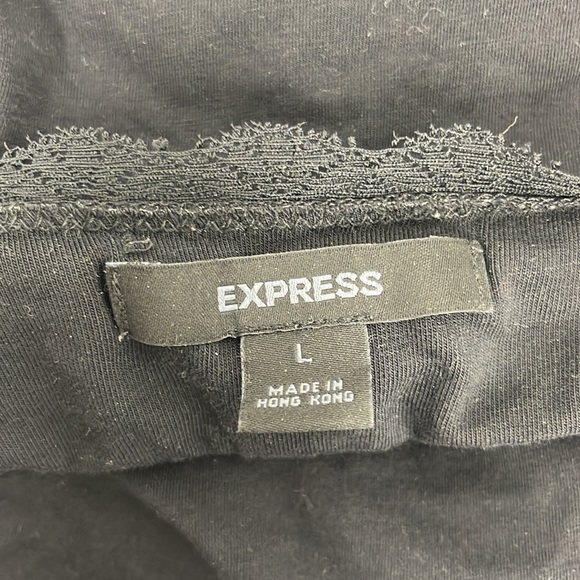 EXPRESS
L
MADE IN
HONG KONG